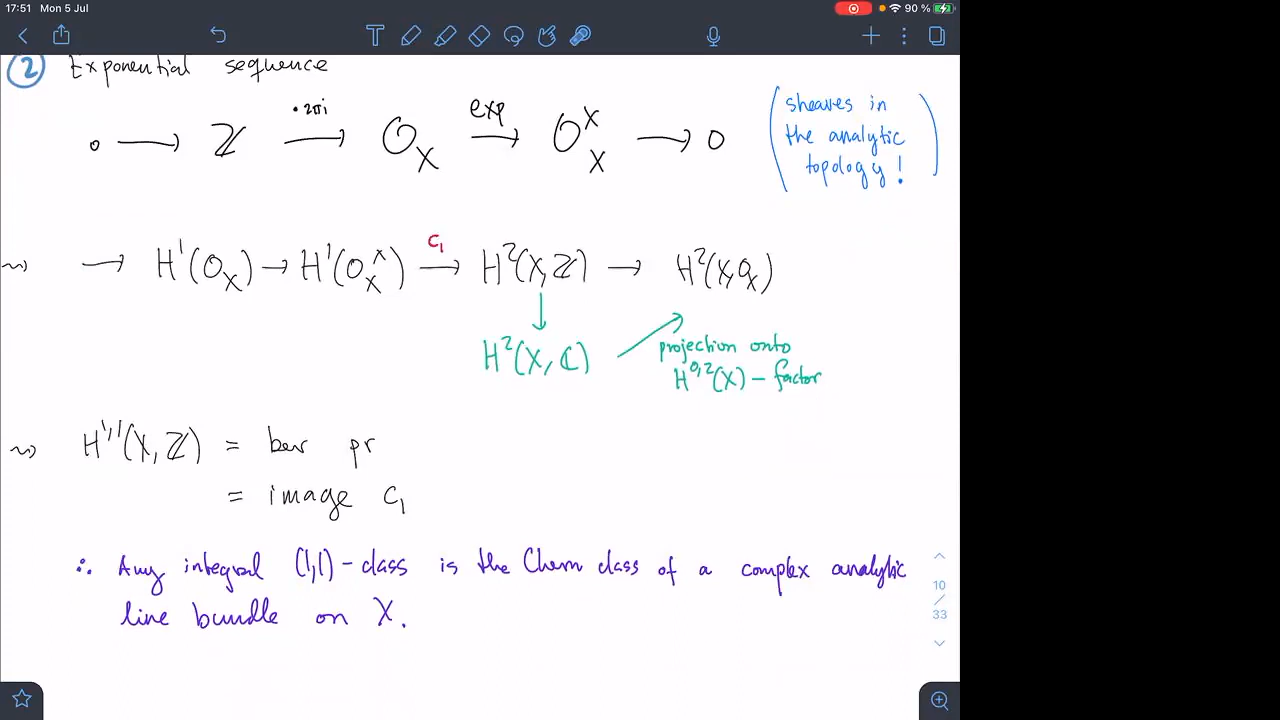 17:51 Mon 5 Jul
90 %
② Exponential sequence
0 ⟶ ℤ ⟶(·2πi) O_X ⟶(exp) O_X^× ⟶ 0
(sheaves in
the analytic
topology!)
⇝ ⟶ H¹(O_X) → H¹(O_X^×) ⟶(c₁) H²(X,ℤ) ⟶ H²(X,O_X)
↓
H²(X,ℂ) ↗ projection onto
H^{0,2}(X) – factor
⇝ H^{1,1}(X,ℤ) = ker pr
= image c₁
∴ Any integral (1,1)-class is the Chern class of a complex analytic
line bundle on X.
10
/
33